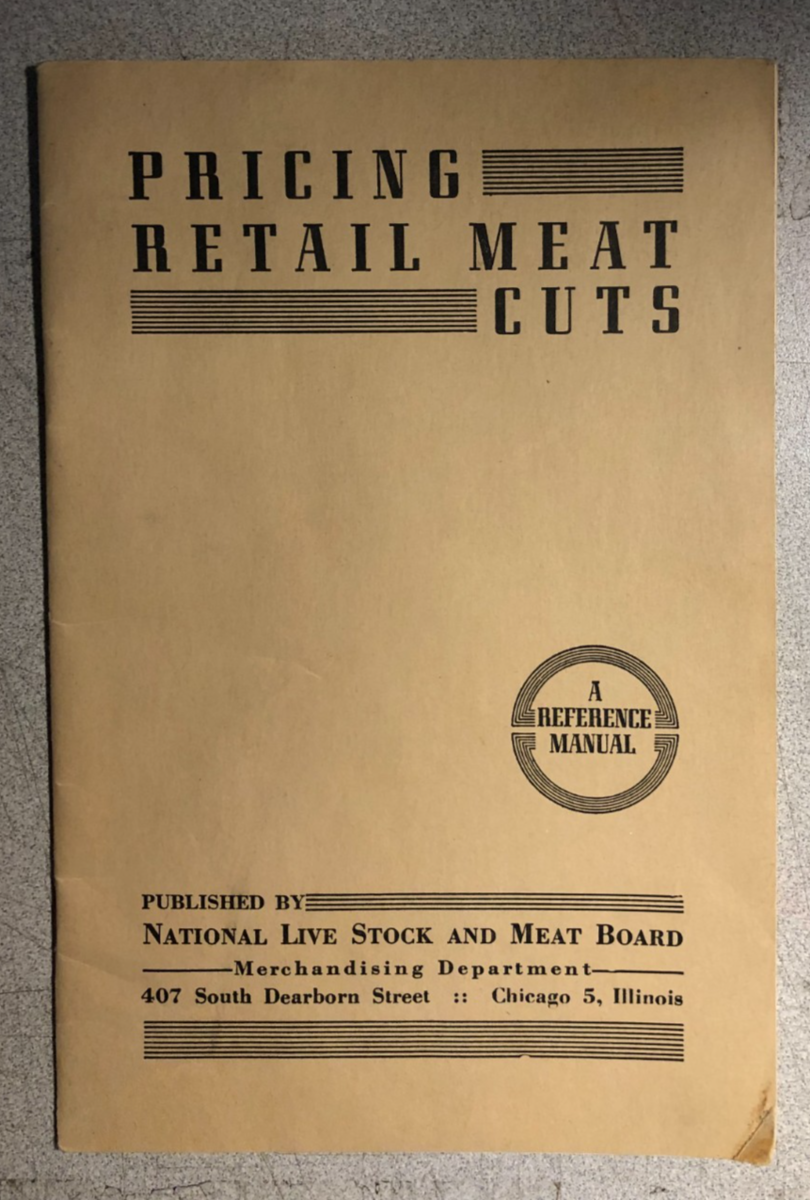 PRICING
RETAIL MEAT
CUTS
A
REFERENCE
MANUAL
PUBLISHED BY
NATIONAL LIVE STOCK AND MEAT BOARD
Merchandising Department
407 South Dearborn Street :: Chicago 5, Illinois